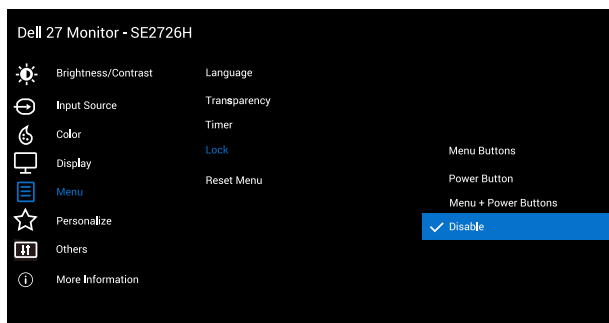 Dell 27 Monitor - SE2726H
Brightness/Contrast
Input Source
Color
Display
Menu
Personalize
Others
More Information
Language
Transparency
Timer
Lock
Reset Menu
Menu Buttons
Power Button
Menu + Power Buttons
Disable